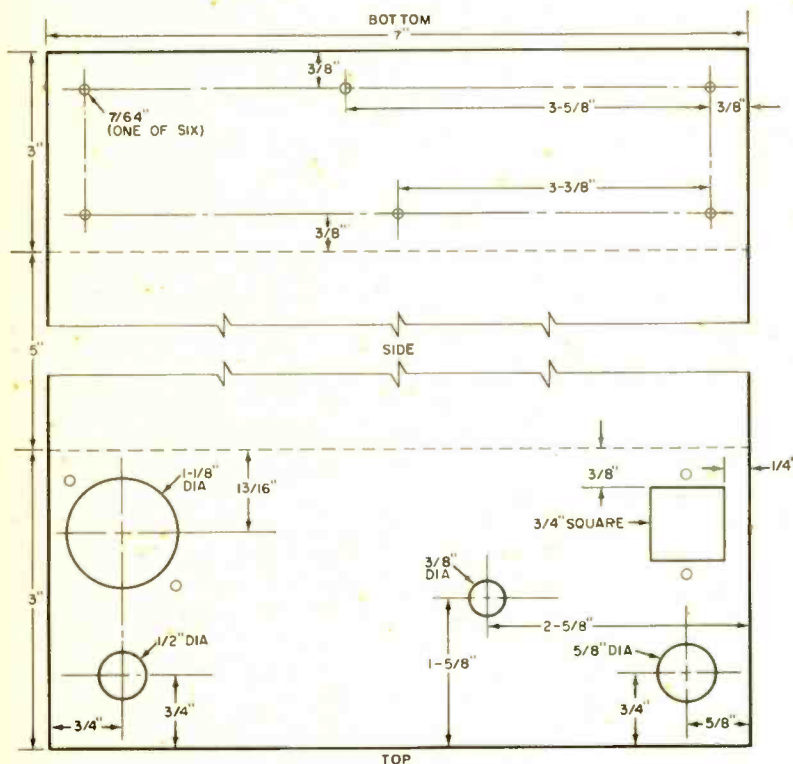 BOTTOM
7"
3/8"
3-5/8"
3/8"
7/64"
(ONE OF SIX)
3"
3-3/8"
3/8"
5"
SIDE
1-1/8"
DIA
13/16"
3/8"
1/4"
3/4" SQUARE
3/8"
DIA
3"
2-5/8"
1/2" DIA
1-5/8"
5/8" DIA
3/4"
3/4"
3/4"
5/8"
TOP